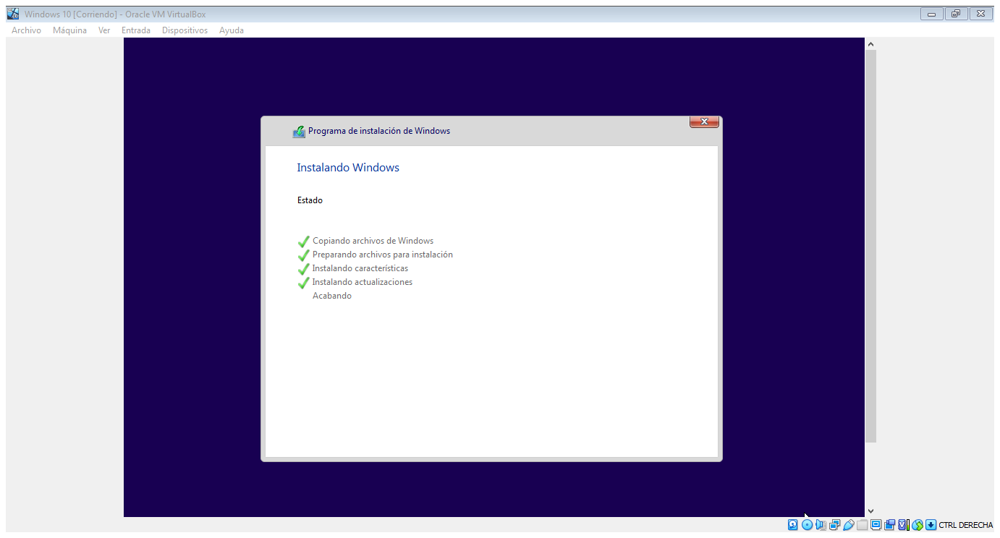 Windows 10 [Corriendo] - Oracle VM VirtualBox
Archivo Máquina Ver Entrada Dispositivos Ayuda
Programa de instalación de Windows
Instalando Windows
Estado
Copiando archivos de Windows
Preparando archivos para instalación
Instalando características
Instalando actualizaciones
Acabando
CTRL DERECHA